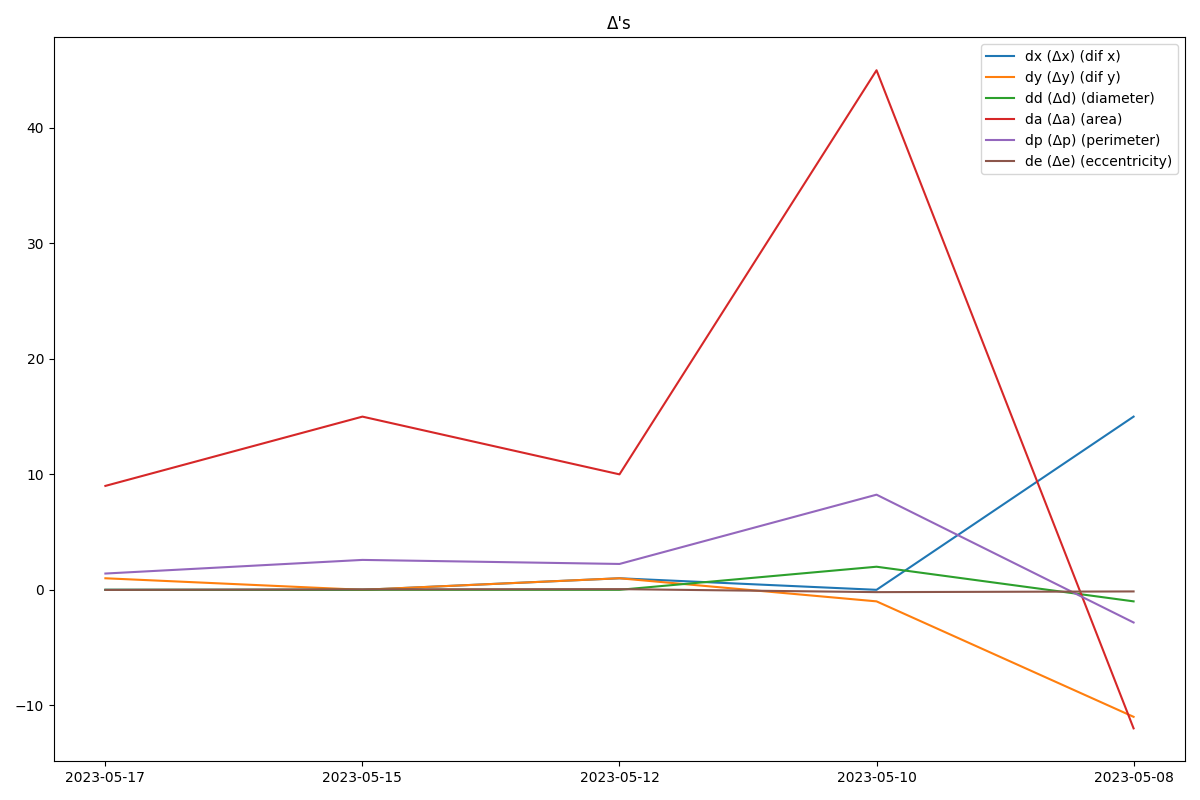 Δ's
dx (Δx) (dif x)
dy (Δy) (dif y)
dd (Δd) (diameter)
da (Δa) (area)
dp (Δp) (perimeter)
de (Δe) (eccentricity)
40
30
20
10
0
−10
2023-05-17 2023-05-15 2023-05-12 2023-05-10 2023-05-08